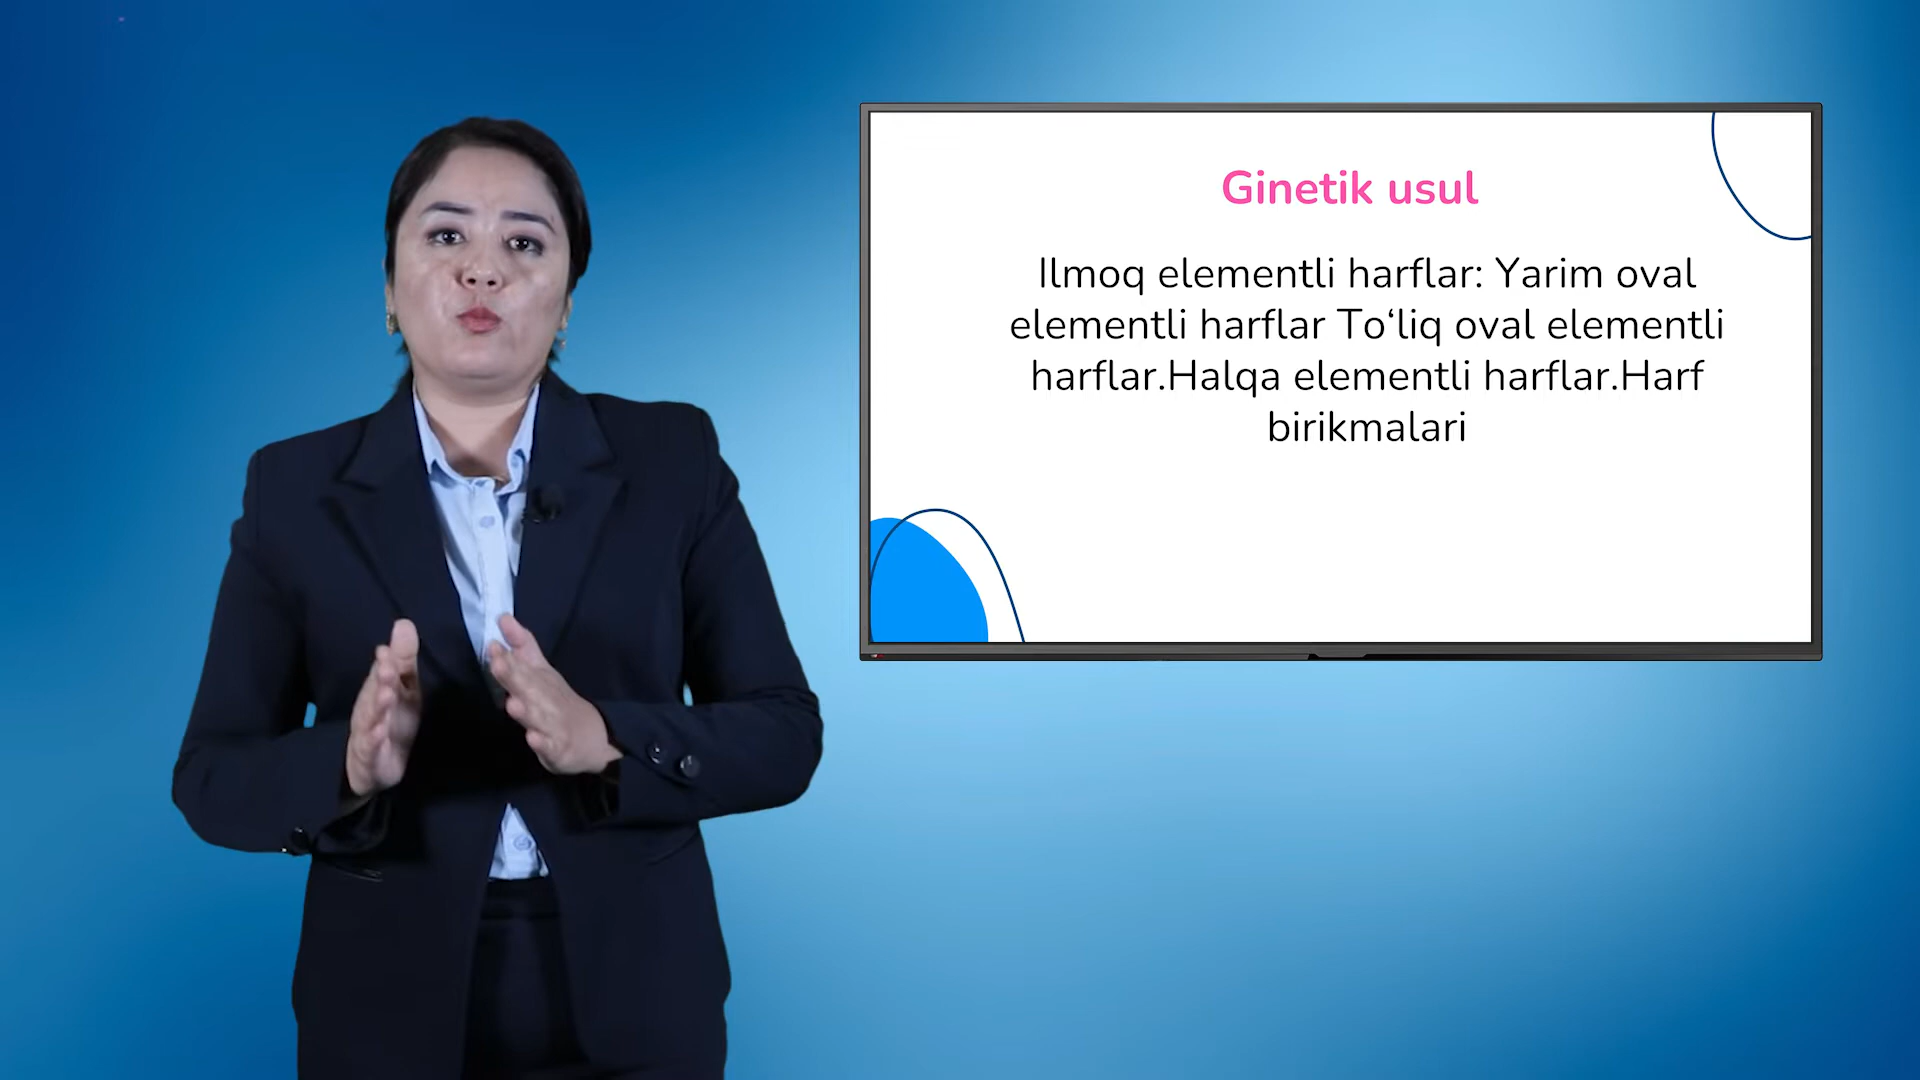 Ginetik usul
Ilmoq elementli harflar: Yarim oval
elementli harflar To‘liq oval elementli
harflar.Halqa elementli harflar.Harf
birikmalari